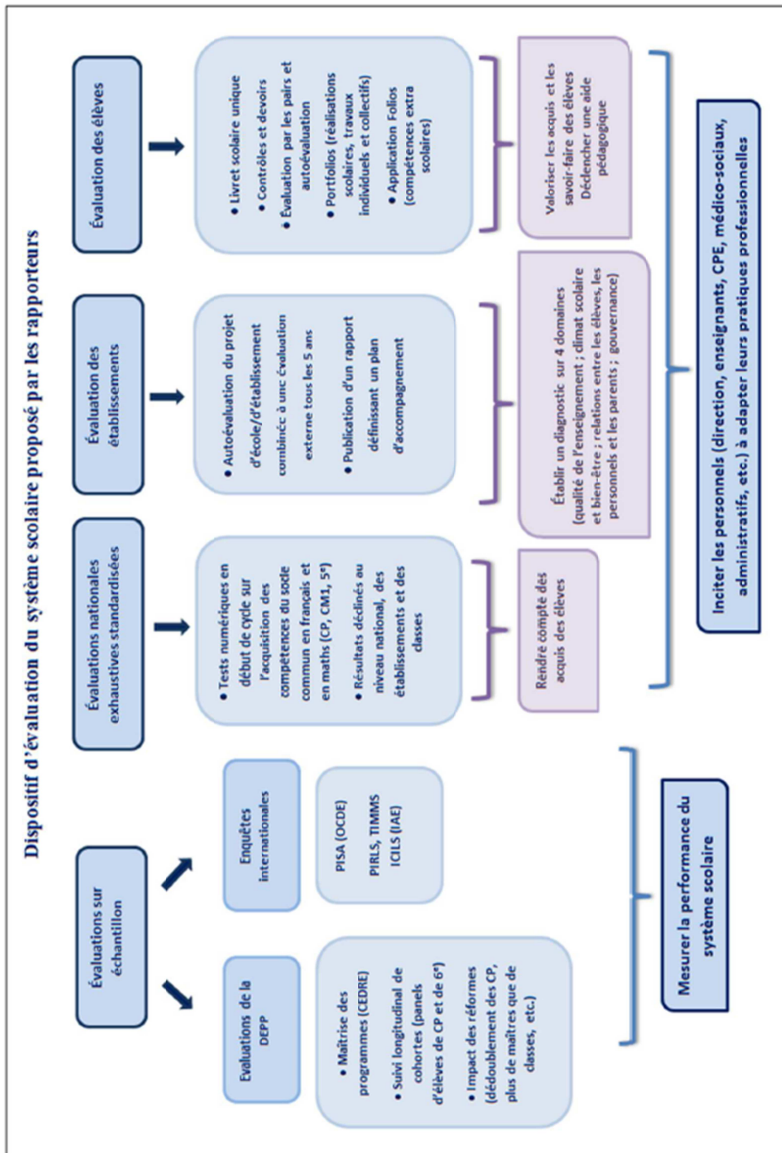 Dispositif d'évaluation du système scolaire proposé par les rapporteurs
Évaluations sur
échantillon
Evaluations de la
DEPP
• Maîtrise des
programmes (CEDRE)
• Suivi longitudinal de
cohortes (panels
d'élèves de CP et de 6e)
• Impact des réformes
(dédoublement des CP,
plus de maîtres que de
classes, etc.)
Enquêtes
internationales
PISA (OCDE)
PIRLS, TIMMS
ICILS (IAE)
Mesurer la performance du
système scolaire
Évaluations nationales
exhaustives standardisées
• Tests numériques en
début de cycle sur
l'acquisition des
compétences du socle
commun en français et
en maths (CP, CM1, 5e)
• Résultats déclinés au
niveau national, des
établissements et des
classes
Rendre compte des
acquis des élèves
Évaluation des
établissements
• Autoévaluation du projet
d'école/d'établissement
combinée à une évaluation
externe tous les 5 ans
• Publication d'un rapport
définissant un plan
d'accompagnement
Établir un diagnostic sur 4 domaines
(qualité de l'enseignement ; climat scolaire
et bien-être ; relations entre les élèves, les
personnels et les parents ; gouvernance)
Évaluation des élèves
• Livret scolaire unique
• Contrôles et devoirs
• Évaluation par les pairs et
autoévaluation
• Portfolios (réalisations
scolaires, travaux
individuels et collectifs)
• Application Folios
(compétences extra
scolaires)
Valoriser les acquis et les
savoir-faire des élèves
Déclencher une aide
pédagogique
Inciter les personnels (direction, enseignants, CPE, médico-sociaux,
administratifs, etc.) à adapter leurs pratiques professionnelles